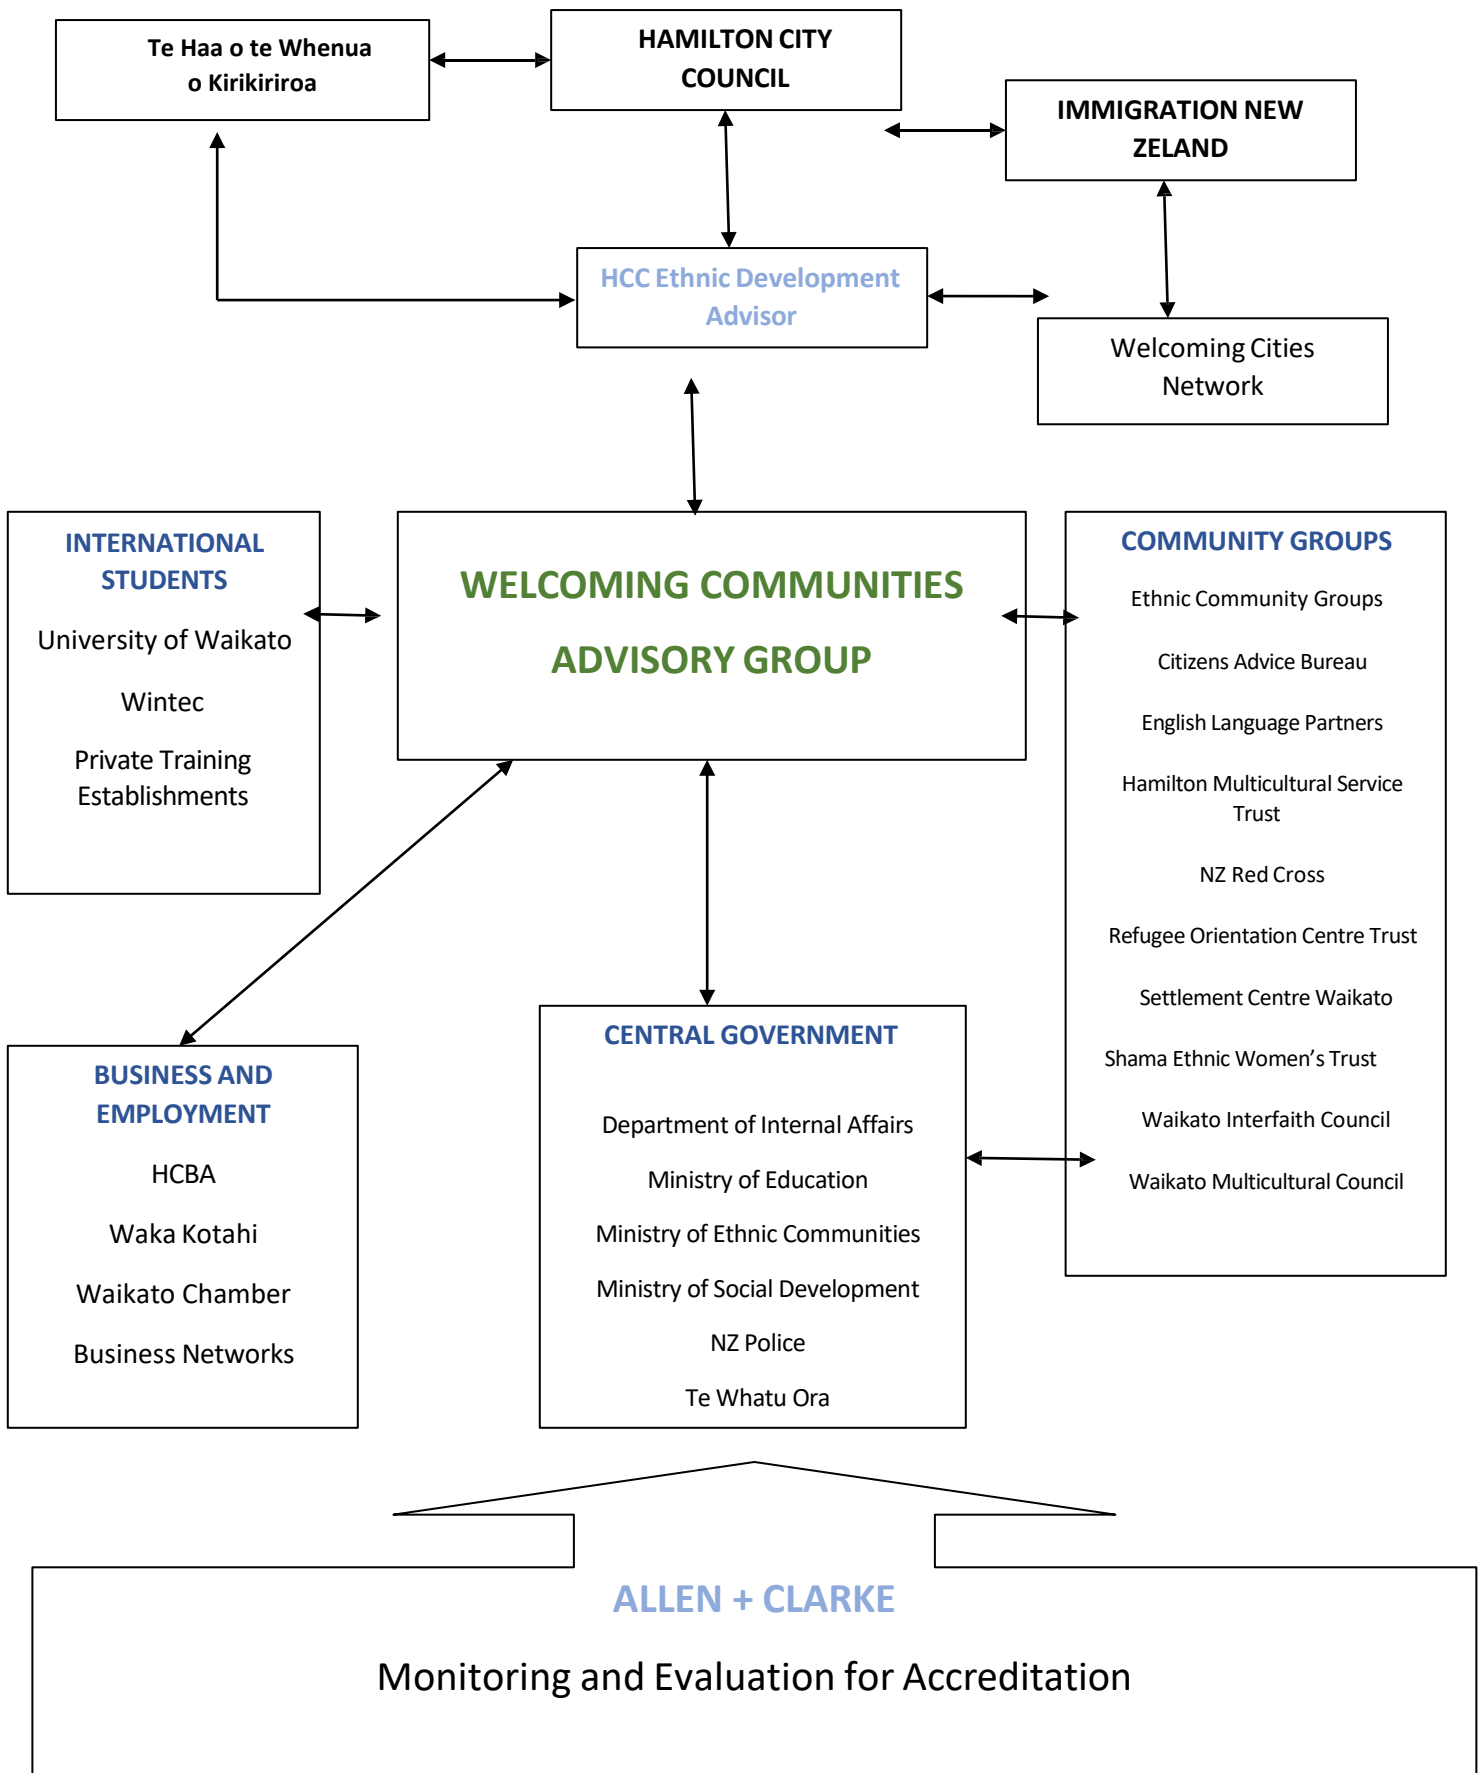 Te Haa o te Whenua
o Kirikiriroa
HAMILTON CITY
COUNCIL
IMMIGRATION NEW
ZELAND
HCC Ethnic Development
Advisor
Welcoming Cities
Network
INTERNATIONAL
STUDENTS
University of Waikato
Wintec
Private Training
Establishments
WELCOMING COMMUNITIES
ADVISORY GROUP
COMMUNITY GROUPS
Ethnic Community Groups
Citizens Advice Bureau
English Language Partners
Hamilton Multicultural Service
Trust
NZ Red Cross
Refugee Orientation Centre Trust
Settlement Centre Waikato
Shama Ethnic Women’s Trust
Waikato Interfaith Council
Waikato Multicultural Council
BUSINESS AND
EMPLOYMENT
HCBA
Waka Kotahi
Waikato Chamber
Business Networks
CENTRAL GOVERNMENT
Department of Internal Affairs
Ministry of Education
Ministry of Ethnic Communities
Ministry of Social Development
NZ Police
Te Whatu Ora
ALLEN + CLARKE
Monitoring and Evaluation for Accreditation